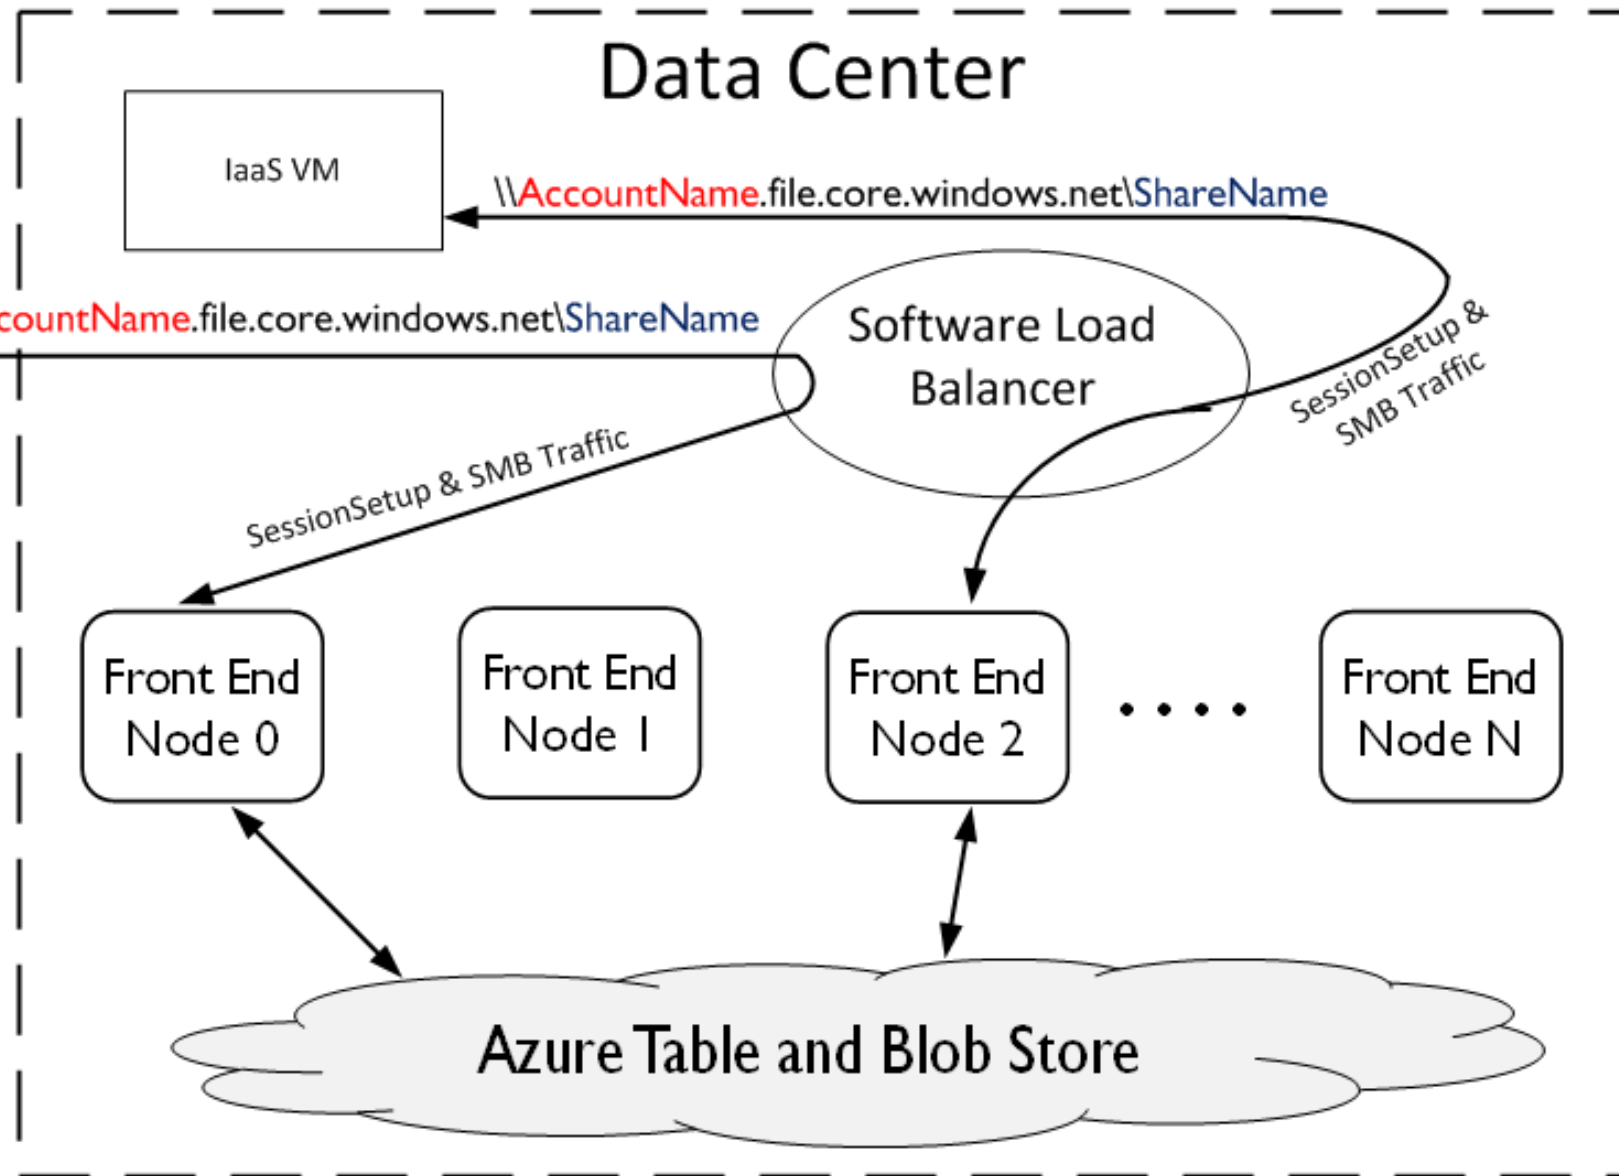 Data Center
IaaS VM
\\AccountName.file.core.windows.net\ShareName
countName.file.core.windows.net\ShareName
Software Load
Balancer
SessionSetup &
SMB Traffic
SessionSetup & SMB Traffic
Front End
Node 0
Front End
Node 1
Front End
Node 2
Front End
Node N
Azure Table and Blob Store